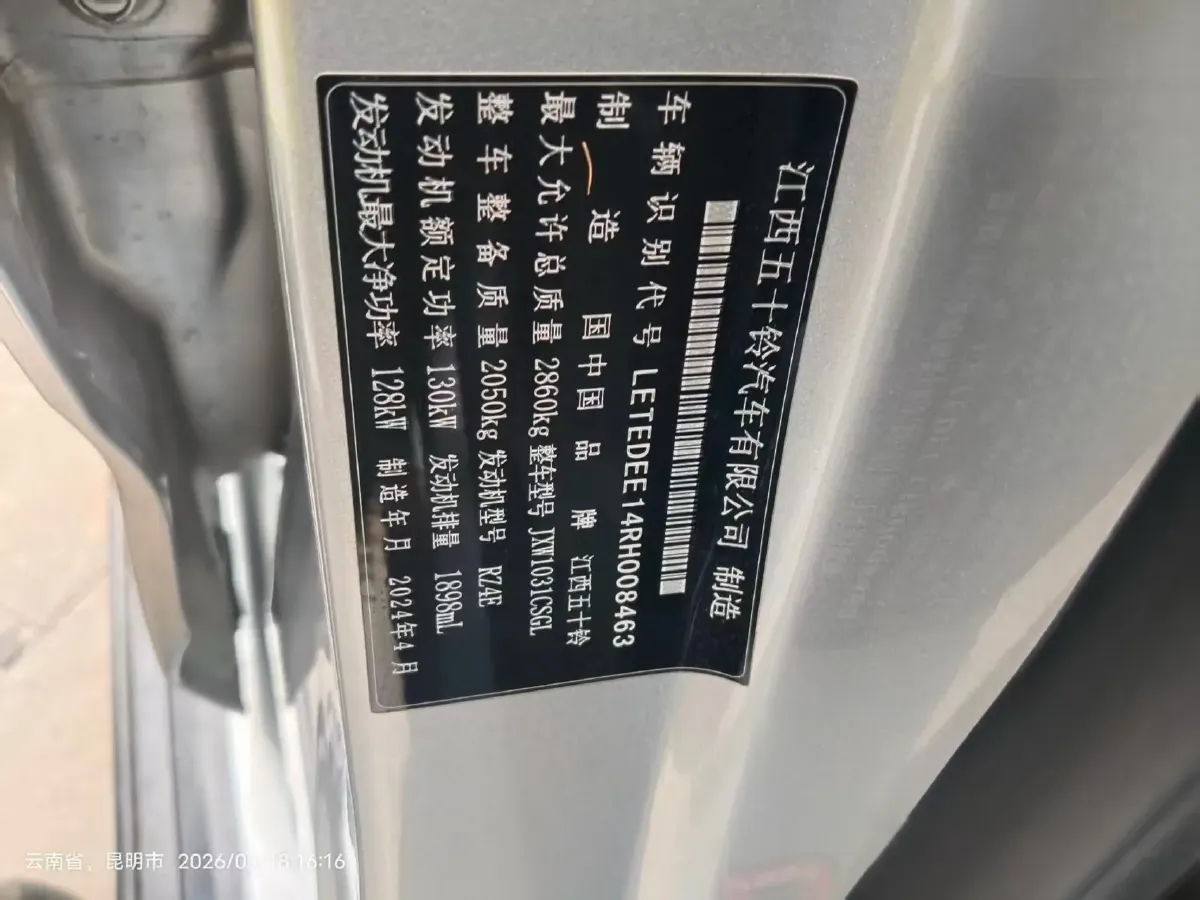 江西五十铃汽车有限公司 制造
车辆识别代号 LETEDEE14RH008463
制造国 中国 品牌 江西五十铃
最大允许总质量 2860kg 整车型号 JXW1031CSGL
整车整备质量 2050kg 发动机型号 RZ4E
发动机额定功率 130kW 发动机排量 1898mL
发动机最大净功率 128kW 制造年月 2024年4月
云南省，昆明市